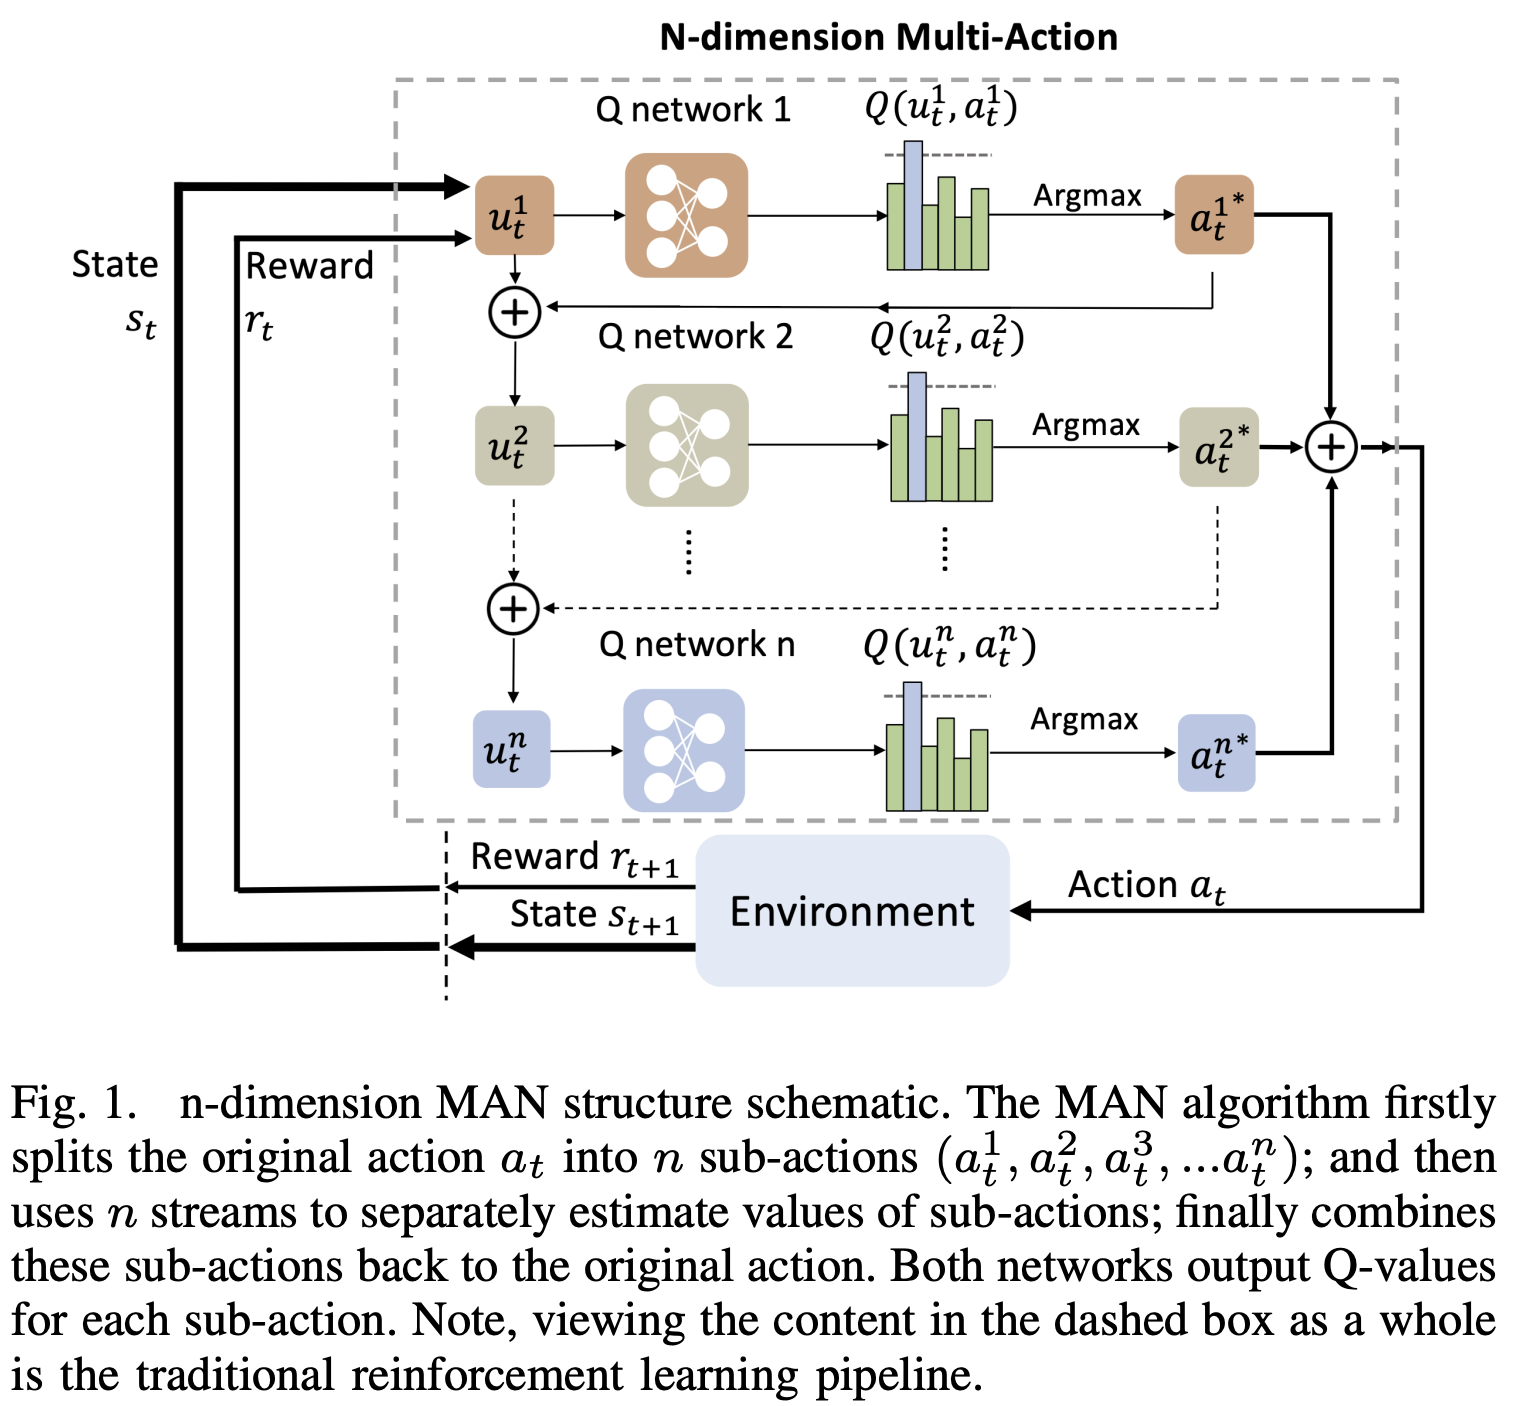 N-dimension Multi-Action
Q network 1
Q(u_t^1, a_t^1)
u_t^1
Argmax
a_t^{1*}
State
s_t
Reward
r_t
+
Q network 2
Q(u_t^2, a_t^2)
u_t^2
Argmax
a_t^{2*}
+
......
......
+
Q network n
Q(u_t^n, a_t^n)
u_t^n
Argmax
a_t^{n*}
Reward r_{t+1}
State s_{t+1}
Environment
Action a_t
Fig. 1. n-dimension MAN structure schematic. The MAN algorithm firstly
splits the original action a_t into n sub-actions (a_t^1, a_t^2, a_t^3, ...a_t^n); and then
uses n streams to separately estimate values of sub-actions; finally combines
these sub-actions back to the original action. Both networks output Q-values
for each sub-action. Note, viewing the content in the dashed box as a whole
is the traditional reinforcement learning pipeline.